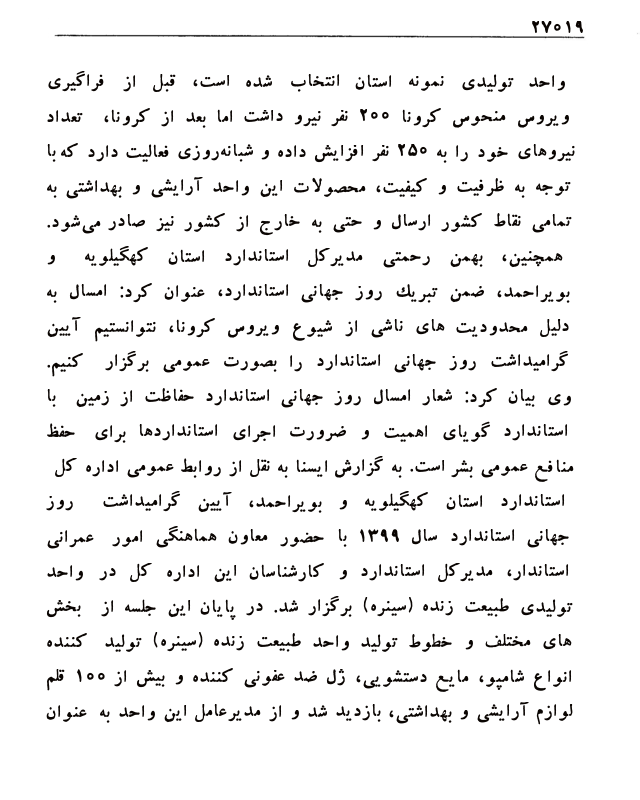 ۲۷۰۱۹
واحد تولیدی نمونه استان انتخاب شده است، قبل از فراگیری
ویروس منحوس کرونا ۲۰۰ نفر نیرو داشت اما بعد از کرونا، تعداد
نیروهای خود را به ۲۵۰ نفر افزایش داده و شبانه‌روزی فعالیت دارد که با
توجه به ظرفیت و کیفیت، محصولات این واحد آرایشی و بهداشتی به
تمامی نقاط کشور ارسال و حتی به خارج از کشور نیز صادر می‌شود.
همچنین، بهمن رحمتی مدیرکل استاندارد استان کهگیلویه و
بویراحمد، ضمن تبریك روز جهانی استاندارد، عنوان کرد: امسال به
دلیل محدودیت های ناشی از شیوع ویروس کرونا، نتوانستیم آیین
گرامیداشت روز جهانی استاندارد را بصورت عمومی برگزار کنیم.
وی بیان کرد: شعار امسال روز جهانی استاندارد حفاظت از زمین با
استاندارد گویای اهمیت و ضرورت اجرای استانداردها برای حفظ
منافع عمومی بشر است. به گزارش ایسنا به نقل از روابط عمومی اداره کل
استاندارد استان کهگیلویه و بویراحمد، آیین گرامیداشت روز
جهانی استاندارد سال ۱۳۹۹ با حضور معاون هماهنگی امور عمرانی
استاندار، مدیرکل استاندارد و کارشناسان این اداره کل در واحد
تولیدی طبیعت زنده (سینره) برگزار شد. در پایان این جلسه از بخش
های مختلف و خطوط تولید واحد طبیعت زنده (سینره) تولید کننده
انواع شامپو، مایع دستشویی، ژل ضد عفونی کننده و بیش از ۱۰۰ قلم
لوازم آرایشی و بهداشتی، بازدید شد و از مدیرعامل این واحد به عنوان